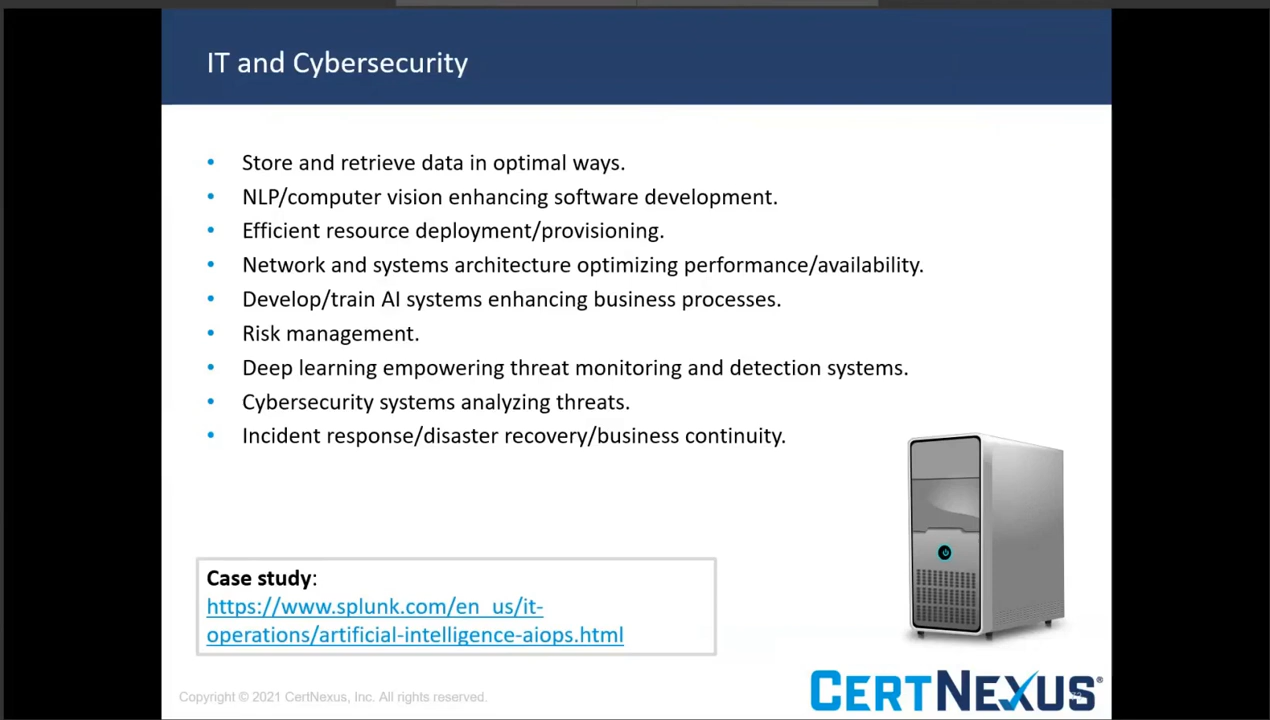 IT and Cybersecurity
• Store and retrieve data in optimal ways.
• NLP/computer vision enhancing software development.
• Efficient resource deployment/provisioning.
• Network and systems architecture optimizing performance/availability.
• Develop/train AI systems enhancing business processes.
• Risk management.
• Deep learning empowering threat monitoring and detection systems.
• Cybersecurity systems analyzing threats.
• Incident response/disaster recovery/business continuity.
Case study:
https://www.splunk.com/en_us/it-
operations/artificial-intelligence-aiops.html
Copyright © 2021 CertNexus, Inc. All rights reserved.
CERTNEXUS®